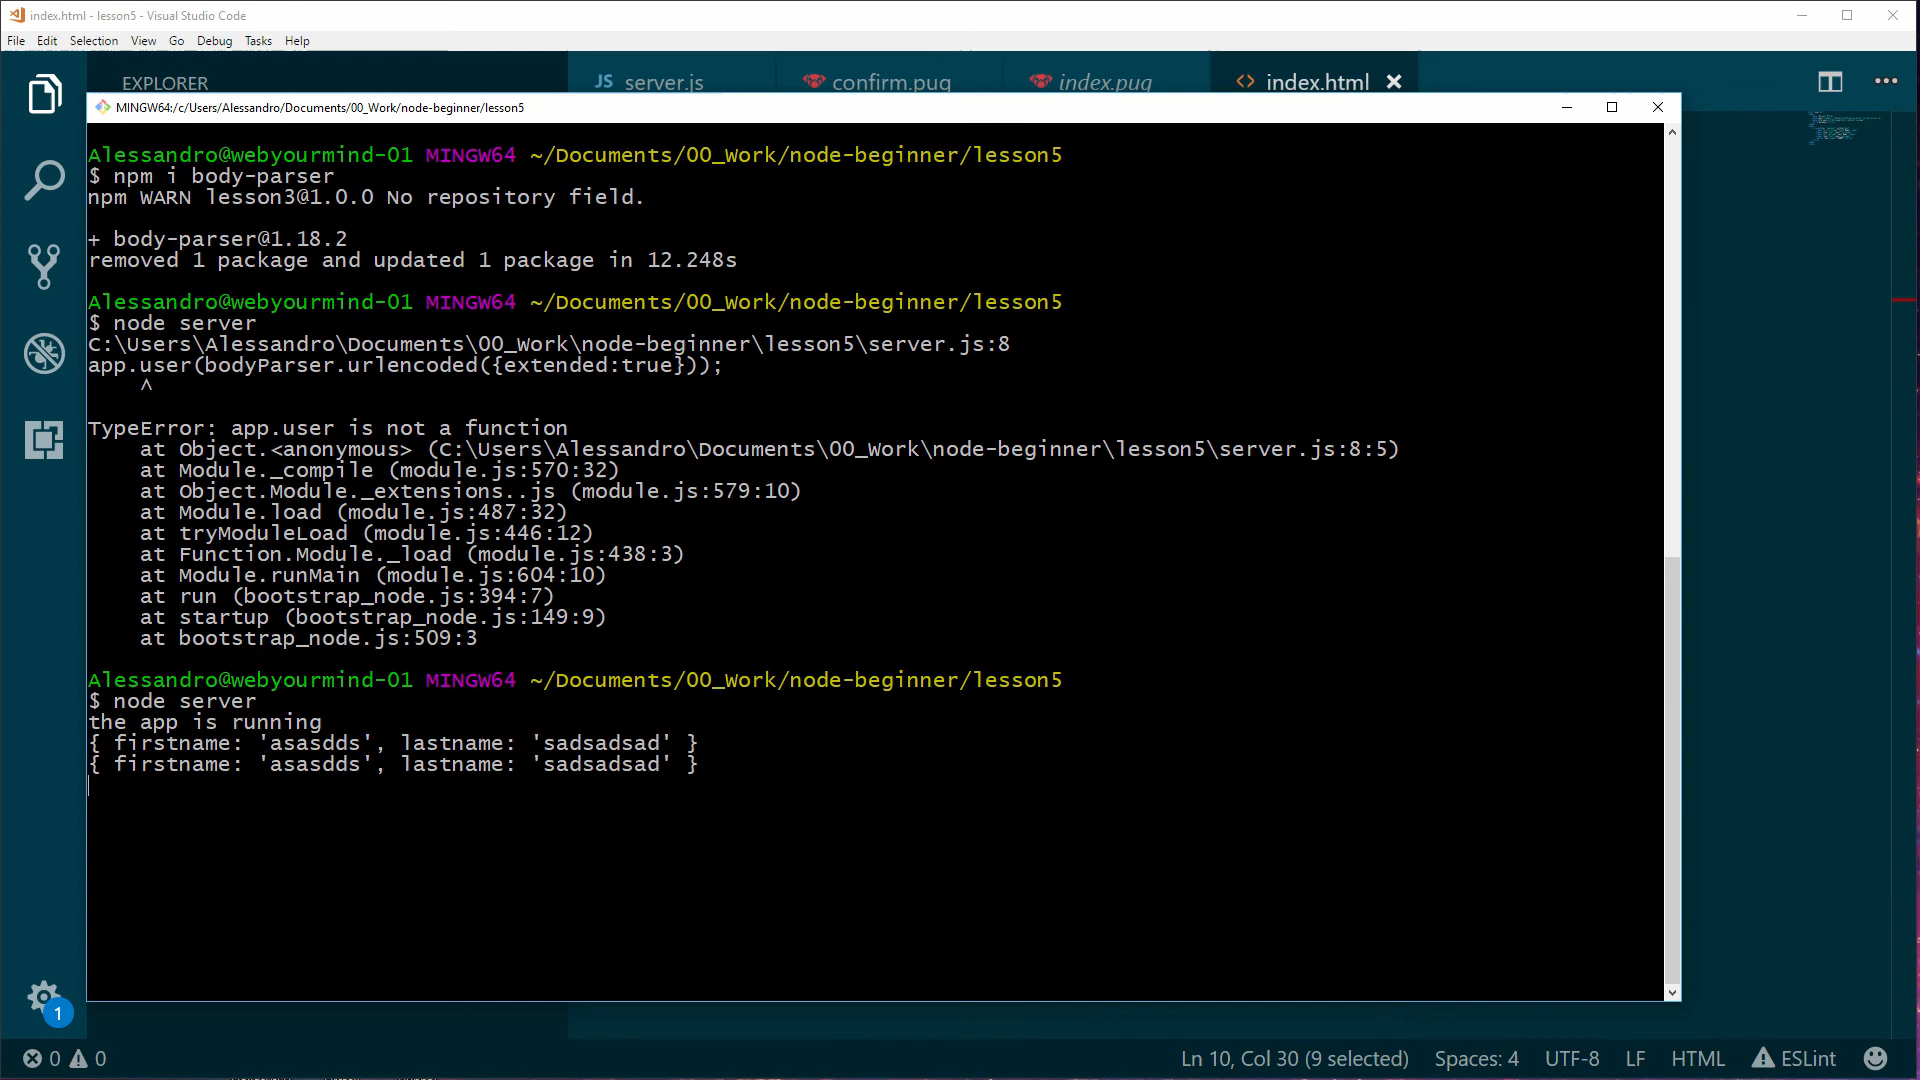 index.html - lesson5 - Visual Studio Code
File Edit Selection View Go Debug Tasks Help
EXPLORER
JS server.js confirm.pug index.pug <> index.html
MINGW64:/c/Users/Alessandro/Documents/00_Work/node-beginner/lesson5
Alessandro@webyourmind-01 MINGW64 ~/Documents/00_Work/node-beginner/lesson5
$ npm i body-parser
npm WARN lesson3@1.0.0 No repository field.
+ body-parser@1.18.2
removed 1 package and updated 1 package in 12.248s
Alessandro@webyourmind-01 MINGW64 ~/Documents/00_Work/node-beginner/lesson5
$ node server
C:\Users\Alessandro\Documents\00_Work\node-beginner\lesson5\server.js:8
app.user(bodyParser.urlencoded({extended:true}));
^
TypeError: app.user is not a function
at Object.<anonymous> (C:\Users\Alessandro\Documents\00_Work\node-beginner\lesson5\server.js:8:5)
at Module._compile (module.js:570:32)
at Object.Module._extensions..js (module.js:579:10)
at Module.load (module.js:487:32)
at tryModuleLoad (module.js:446:12)
at Function.Module._load (module.js:438:3)
at Module.runMain (module.js:604:10)
at run (bootstrap_node.js:394:7)
at startup (bootstrap_node.js:149:9)
at bootstrap_node.js:509:3
Alessandro@webyourmind-01 MINGW64 ~/Documents/00_Work/node-beginner/lesson5
$ node server
the app is running
{ firstname: 'asasdds', lastname: 'sadsadsad' }
{ firstname: 'asasdds', lastname: 'sadsadsad' }
1
0 0 Ln 10, Col 30 (9 selected) Spaces: 4 UTF-8 LF HTML ESLint